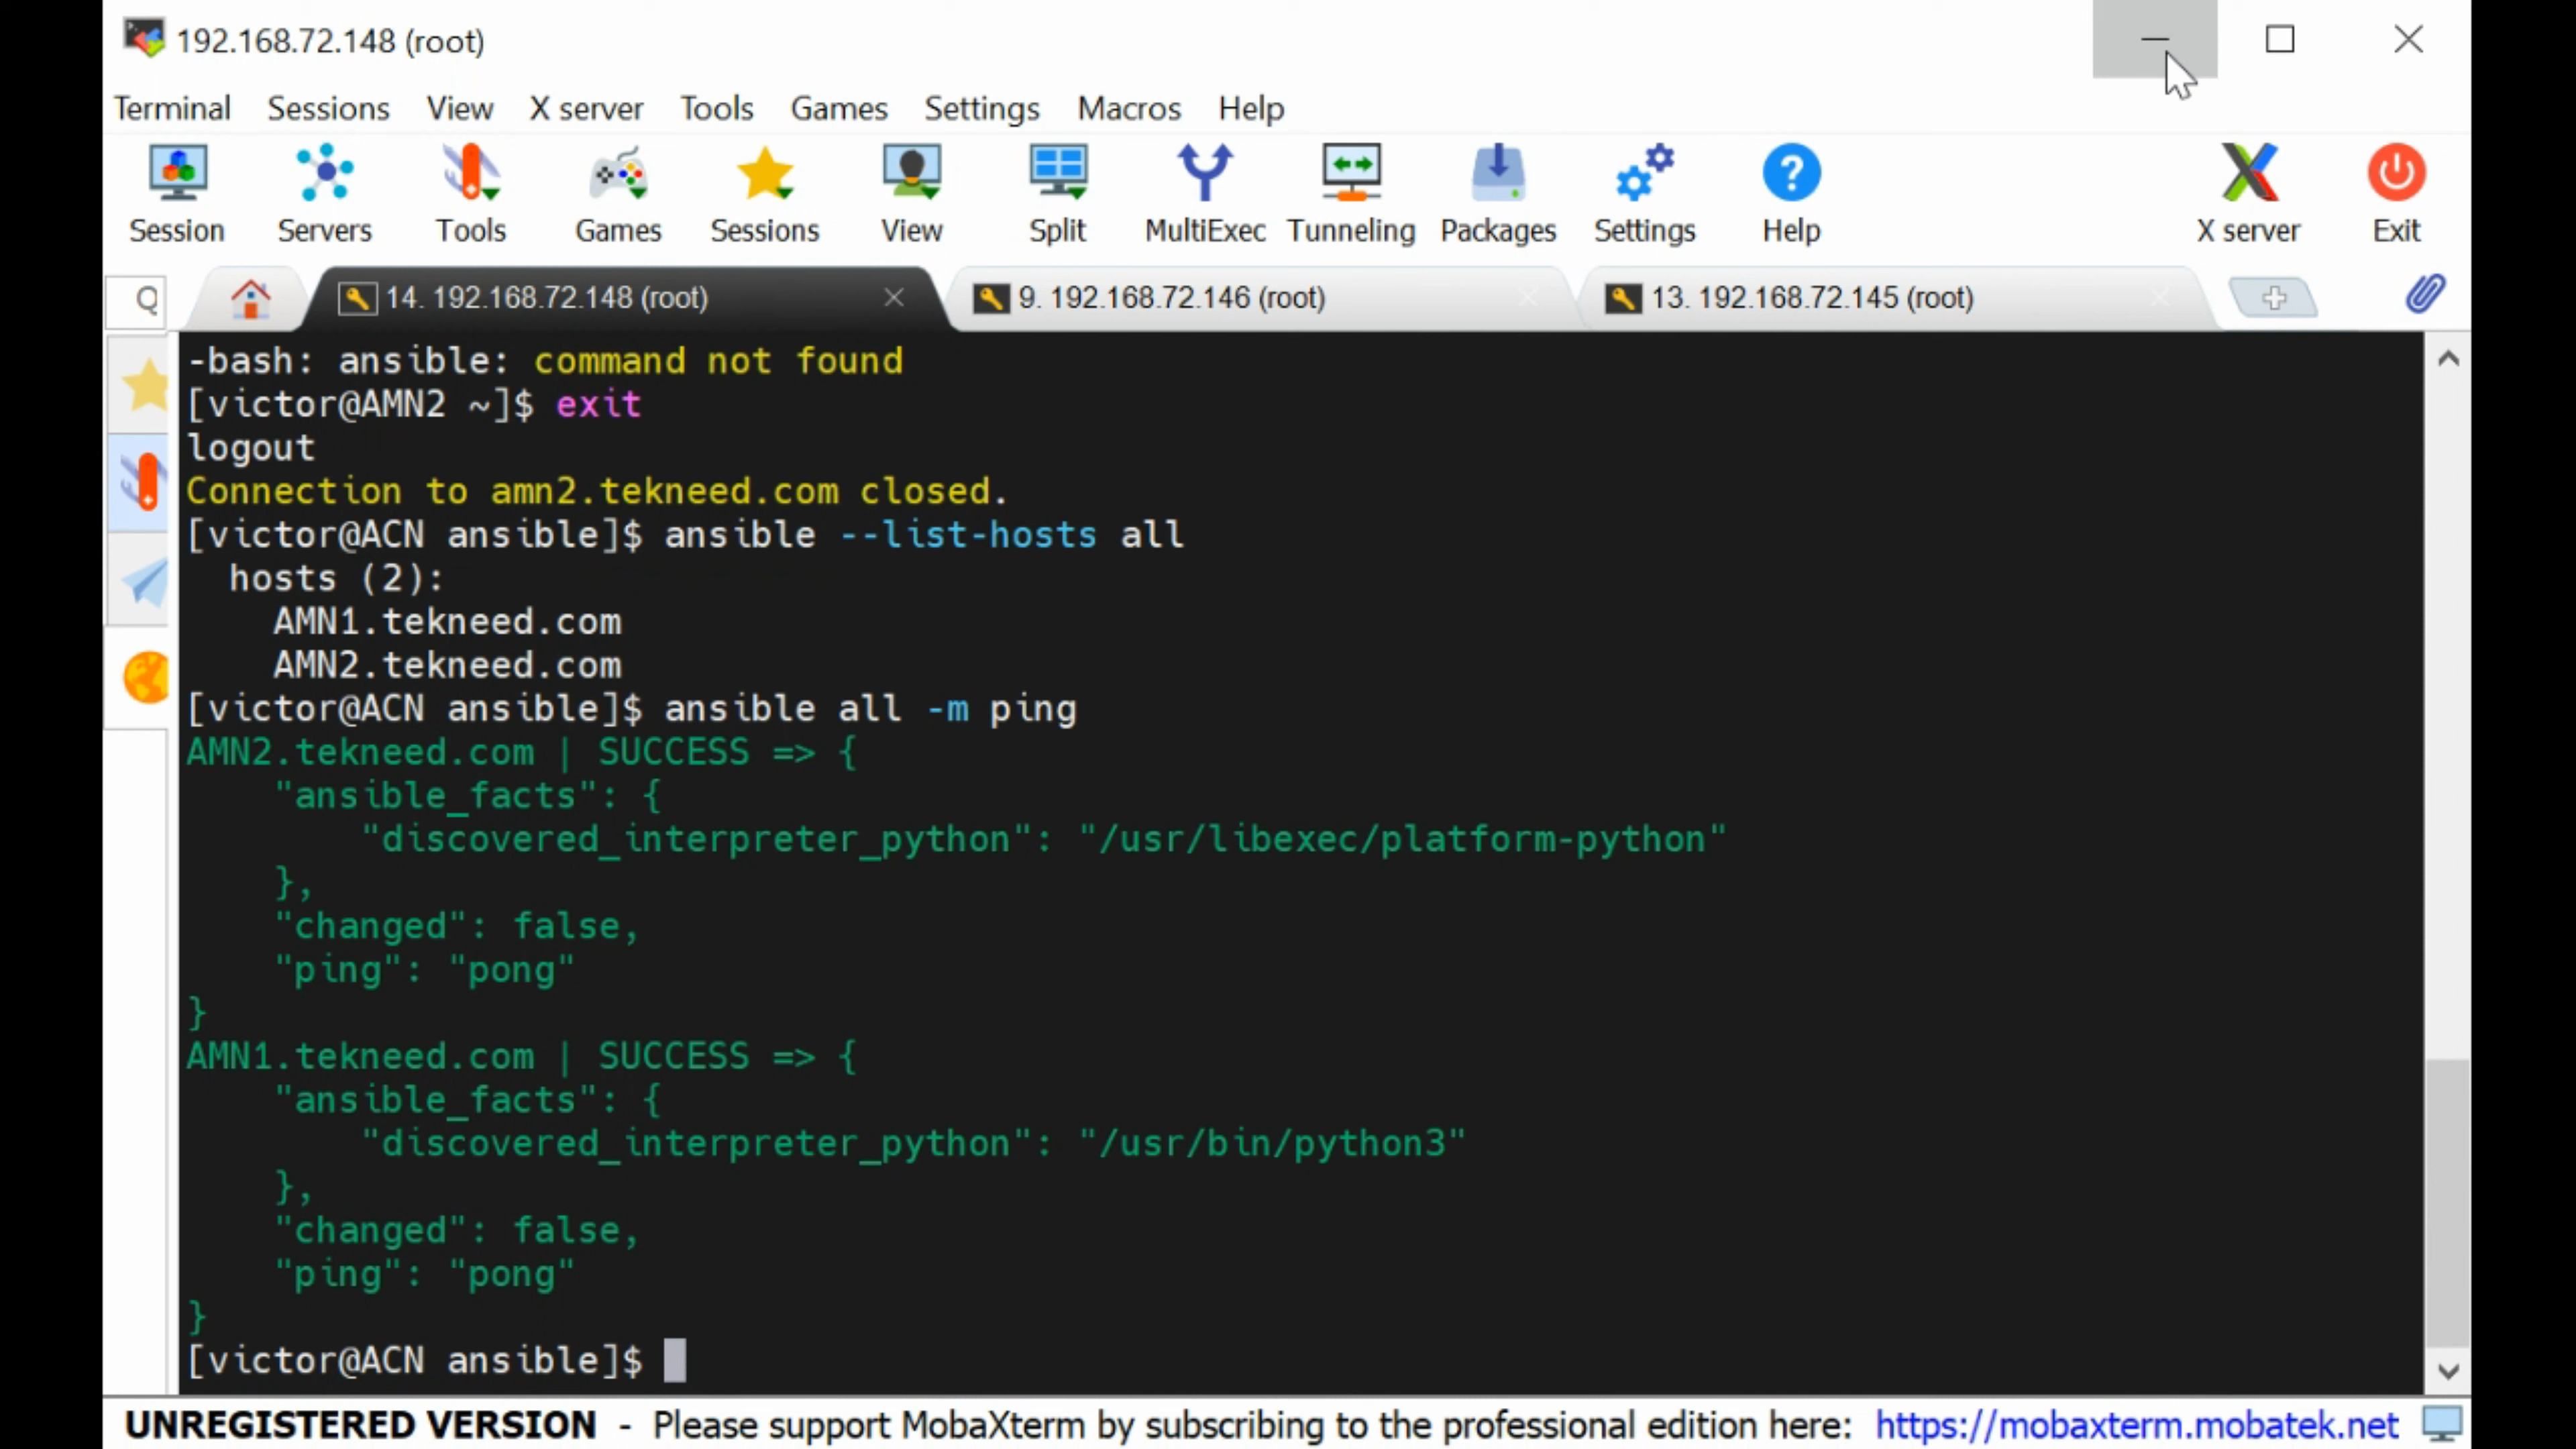 192.168.72.148 (root)
Terminal Sessions View X server Tools Games Settings Macros Help
Session Servers Tools Games Sessions View Split MultiExec Tunneling Packages Settings Help X server Exit
14. 192.168.72.148 (root) 9. 192.168.72.146 (root) 13. 192.168.72.145 (root)
-bash: ansible: command not found
[victor@AMN2 ~]$ exit
logout
Connection to amn2.tekneed.com closed.
[victor@ACN ansible]$ ansible --list-hosts all
  hosts (2):
    AMN1.tekneed.com
    AMN2.tekneed.com
[victor@ACN ansible]$ ansible all -m ping
AMN2.tekneed.com | SUCCESS => {
    "ansible_facts": {
        "discovered_interpreter_python": "/usr/libexec/platform-python"
    },
    "changed": false,
    "ping": "pong"
}
AMN1.tekneed.com | SUCCESS => {
    "ansible_facts": {
        "discovered_interpreter_python": "/usr/bin/python3"
    },
    "changed": false,
    "ping": "pong"
}
[victor@ACN ansible]$
UNREGISTERED VERSION - Please support MobaXterm by subscribing to the professional edition here: https://mobaxterm.mobatek.net